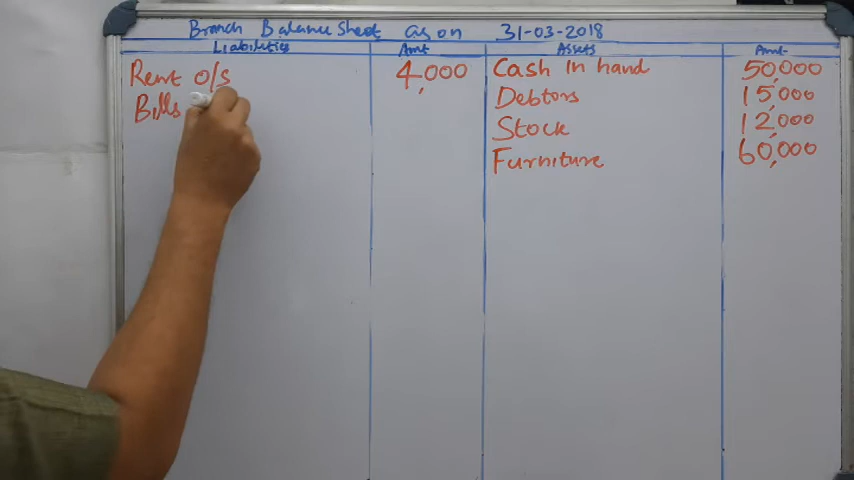 Branch Balance Sheet as on 31-03-2018
Liabilities Amt Assets Amt
Rent o/s 4,000 Cash in hand 50,000
Bills Debtors 15,000
Stock 12,000
Furniture 60,000